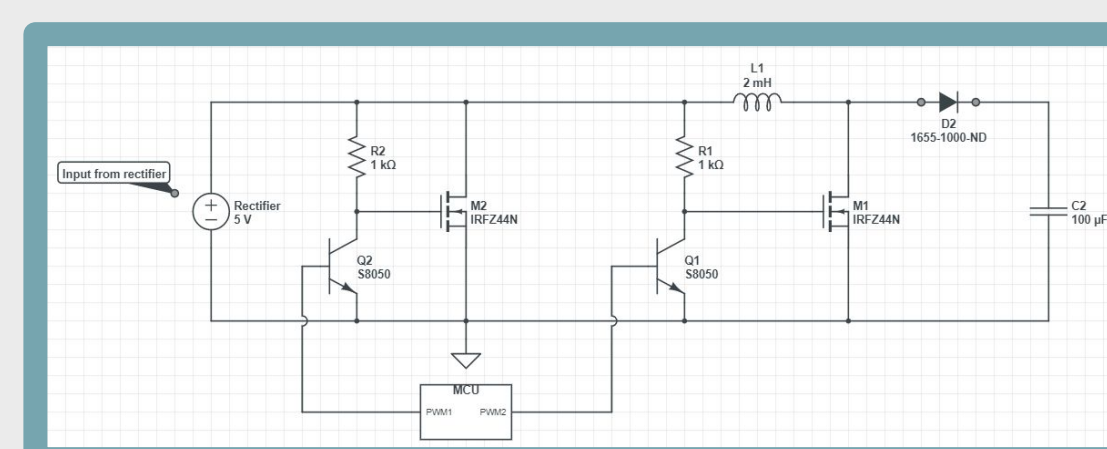 L1
2 mH
D2
1655-1000-ND
R2
1 kΩ
R1
1 kΩ
Input from rectifier
Rectifier
5 V
M2
IRFZ44N
M1
IRFZ44N
C2
100 µF
Q2
S8050
Q1
S8050
MCU
PWM1
PWM2